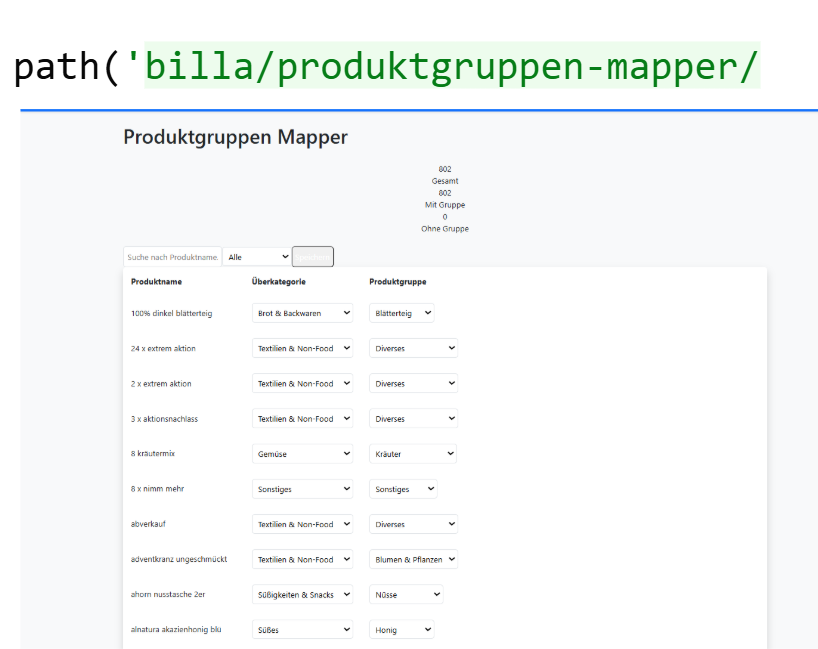 path('billa/produktgruppen-mapper/
Produktgruppen Mapper
802
Gesamt
802
Mit Gruppe
0
Ohne Gruppe
Suche nach Produktname. Alle
Produktname Überkategorie Produktgruppe
100% dinkel blätterteig Brot & Backwaren Blätterteig
24 x extrem aktion Textilien & Non-Food Diverses
2 x extrem aktion Textilien & Non-Food Diverses
3 x aktionsnachlass Textilien & Non-Food Diverses
8 kräutermix Gemüse Kräuter
8 x nimm mehr Sonstiges Sonstiges
abverkauf Textilien & Non-Food Diverses
adventkranz ungeschmückt Textilien & Non-Food Blumen & Pflanzen
ahorn nusstasche 2er Süßigkeiten & Snacks Nüsse
alnatura akazienhonig blü Süßes Honig